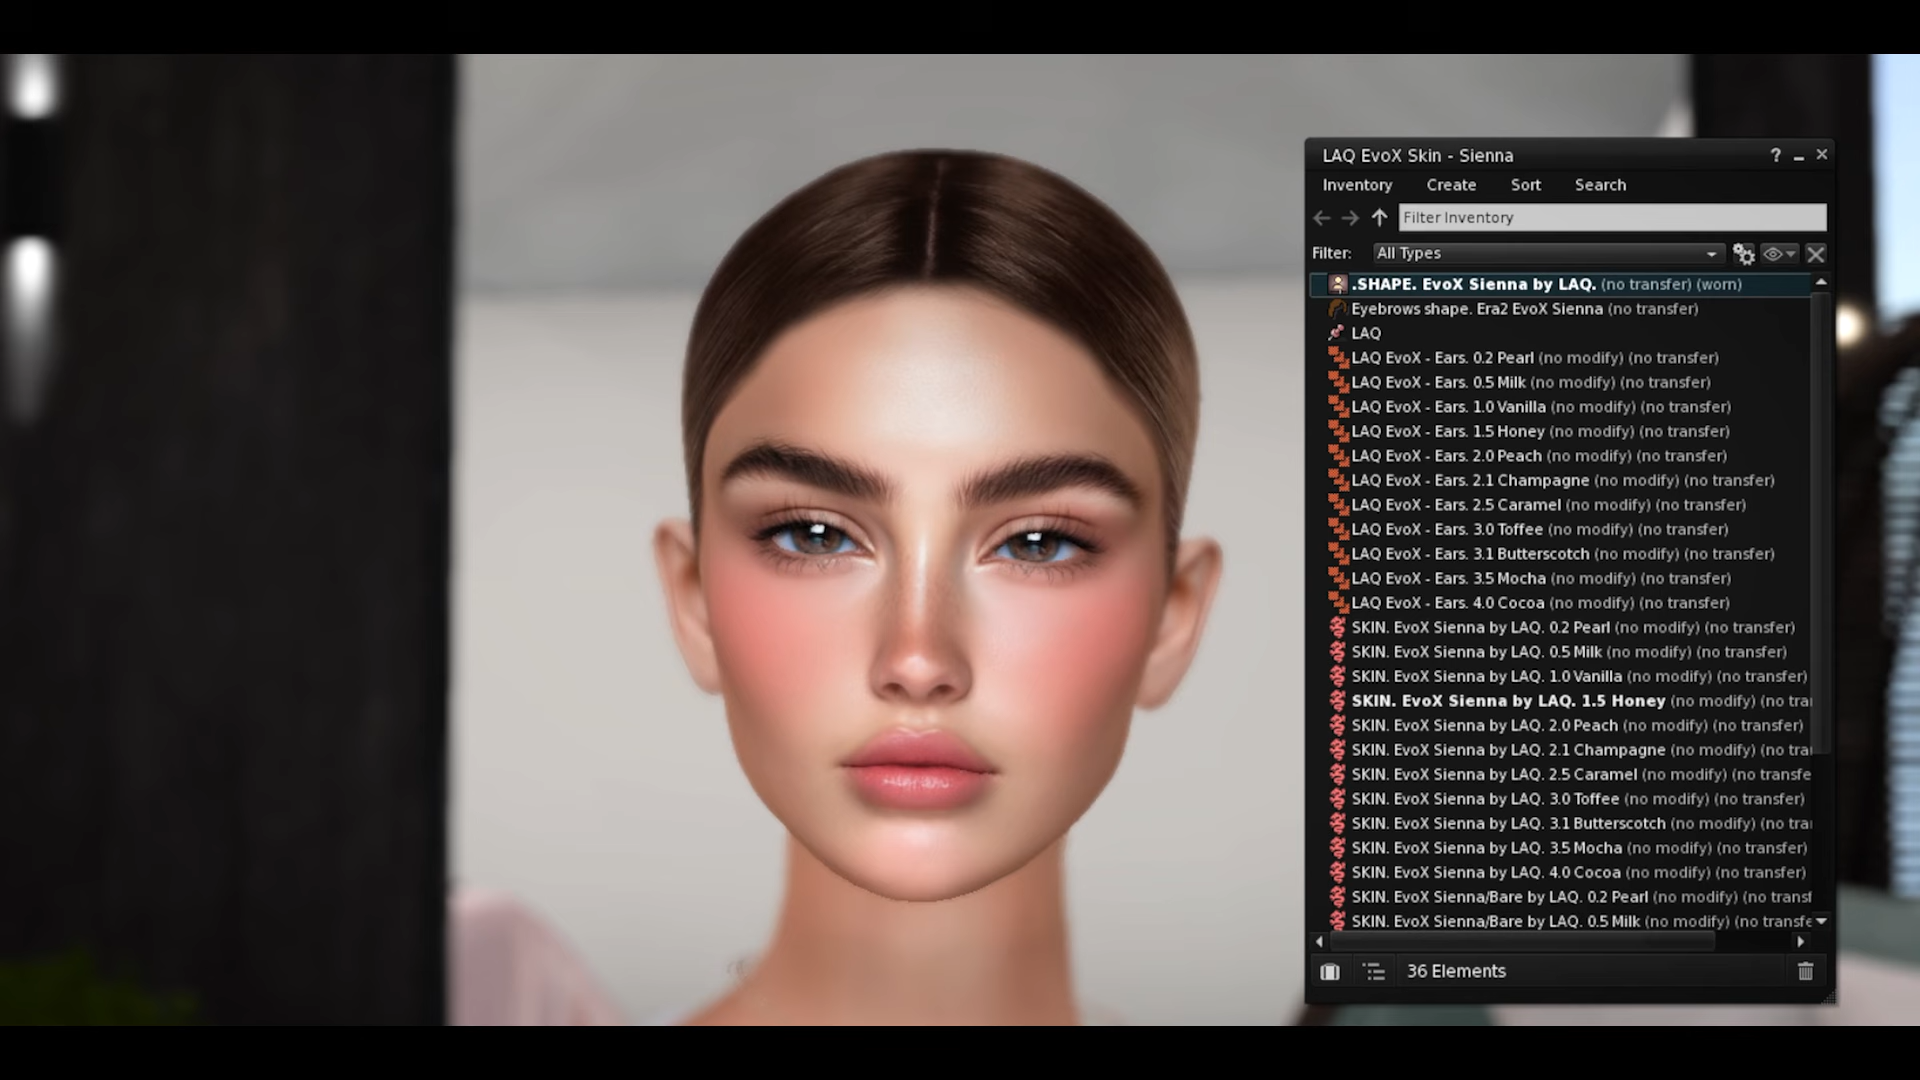 LAQ EvoX Skin - Sienna
?
Inventory Create Sort Search
Filter Inventory
Filter: All Types
.SHAPE. EvoX Sienna by LAQ. (no transfer) (worn)
Eyebrows shape. Era2 EvoX Sienna (no transfer)
LAQ
LAQ EvoX - Ears. 0.2 Pearl (no modify) (no transfer)
LAQ EvoX - Ears. 0.5 Milk (no modify) (no transfer)
LAQ EvoX - Ears. 1.0 Vanilla (no modify) (no transfer)
LAQ EvoX - Ears. 1.5 Honey (no modify) (no transfer)
LAQ EvoX - Ears. 2.0 Peach (no modify) (no transfer)
LAQ EvoX - Ears. 2.1 Champagne (no modify) (no transfer)
LAQ EvoX - Ears. 2.5 Caramel (no modify) (no transfer)
LAQ EvoX - Ears. 3.0 Toffee (no modify) (no transfer)
LAQ EvoX - Ears. 3.1 Butterscotch (no modify) (no transfer)
LAQ EvoX - Ears. 3.5 Mocha (no modify) (no transfer)
LAQ EvoX - Ears. 4.0 Cocoa (no modify) (no transfer)
SKIN. EvoX Sienna by LAQ. 0.2 Pearl (no modify) (no transfer)
SKIN. EvoX Sienna by LAQ. 0.5 Milk (no modify) (no transfer)
SKIN. EvoX Sienna by LAQ. 1.0 Vanilla (no modify) (no transfer)
SKIN. EvoX Sienna by LAQ. 1.5 Honey (no modify) (no tra
SKIN. EvoX Sienna by LAQ. 2.0 Peach (no modify) (no transfer)
SKIN. EvoX Sienna by LAQ. 2.1 Champagne (no modify) (no tra
SKIN. EvoX Sienna by LAQ. 2.5 Caramel (no modify) (no transfe
SKIN. EvoX Sienna by LAQ. 3.0 Toffee (no modify) (no transfer)
SKIN. EvoX Sienna by LAQ. 3.1 Butterscotch (no modify) (no tra
SKIN. EvoX Sienna by LAQ. 3.5 Mocha (no modify) (no transfer)
SKIN. EvoX Sienna by LAQ. 4.0 Cocoa (no modify) (no transfer)
SKIN. EvoX Sienna/Bare by LAQ. 0.2 Pearl (no modify) (no transf
SKIN. EvoX Sienna/Bare by LAQ. 0.5 Milk (no modify) (no transfe
36 Elements